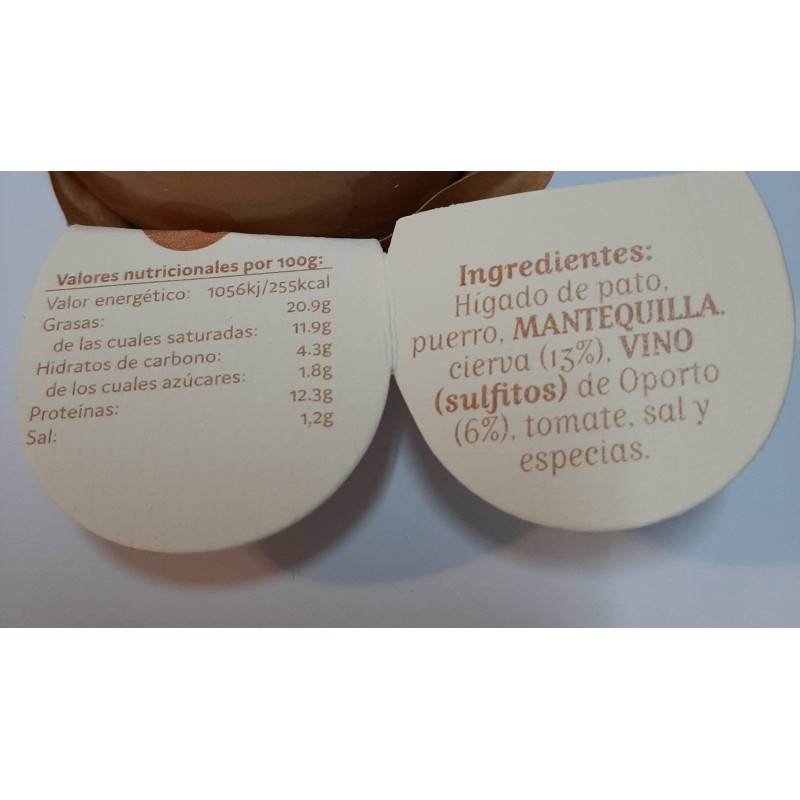 Valores nutricionales por 100g:
Valor energético: 1056kj/255kcal
Grasas: 20.9g
de las cuales saturadas: 11.9g
Hidratos de carbono: 4.3g
de los cuales azúcares: 1.8g
Proteínas: 12.3g
Sal: 1,2g
Ingredientes:
Hígado de pato,
puerro, MANTEQUILLA,
cierva (13%), VINO
(sulfitos) de Oporto
(6%), tomate, sal y
especias.